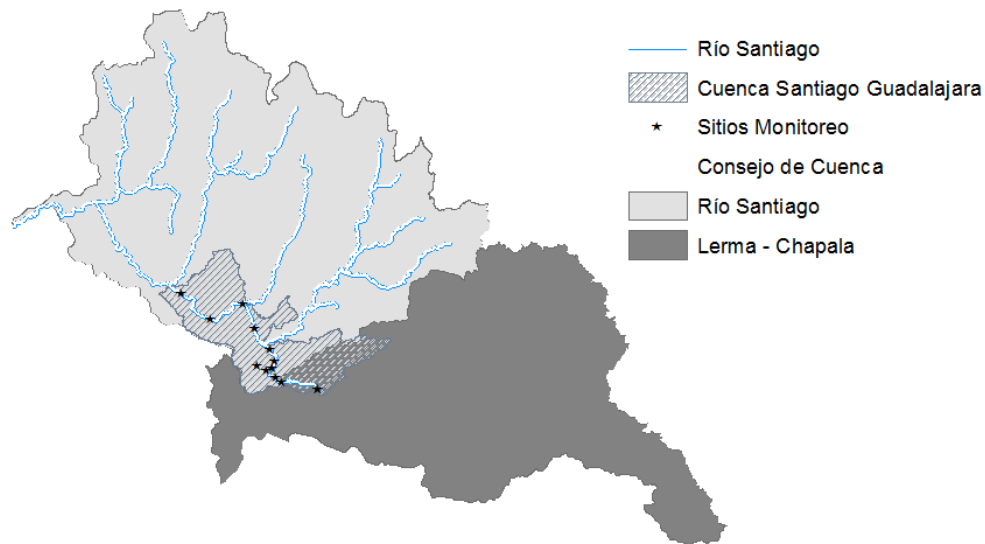 Río Santiago
Cuenca Santiago Guadalajara
Sitios Monitoreo
Consejo de Cuenca
Río Santiago
Lerma - Chapala